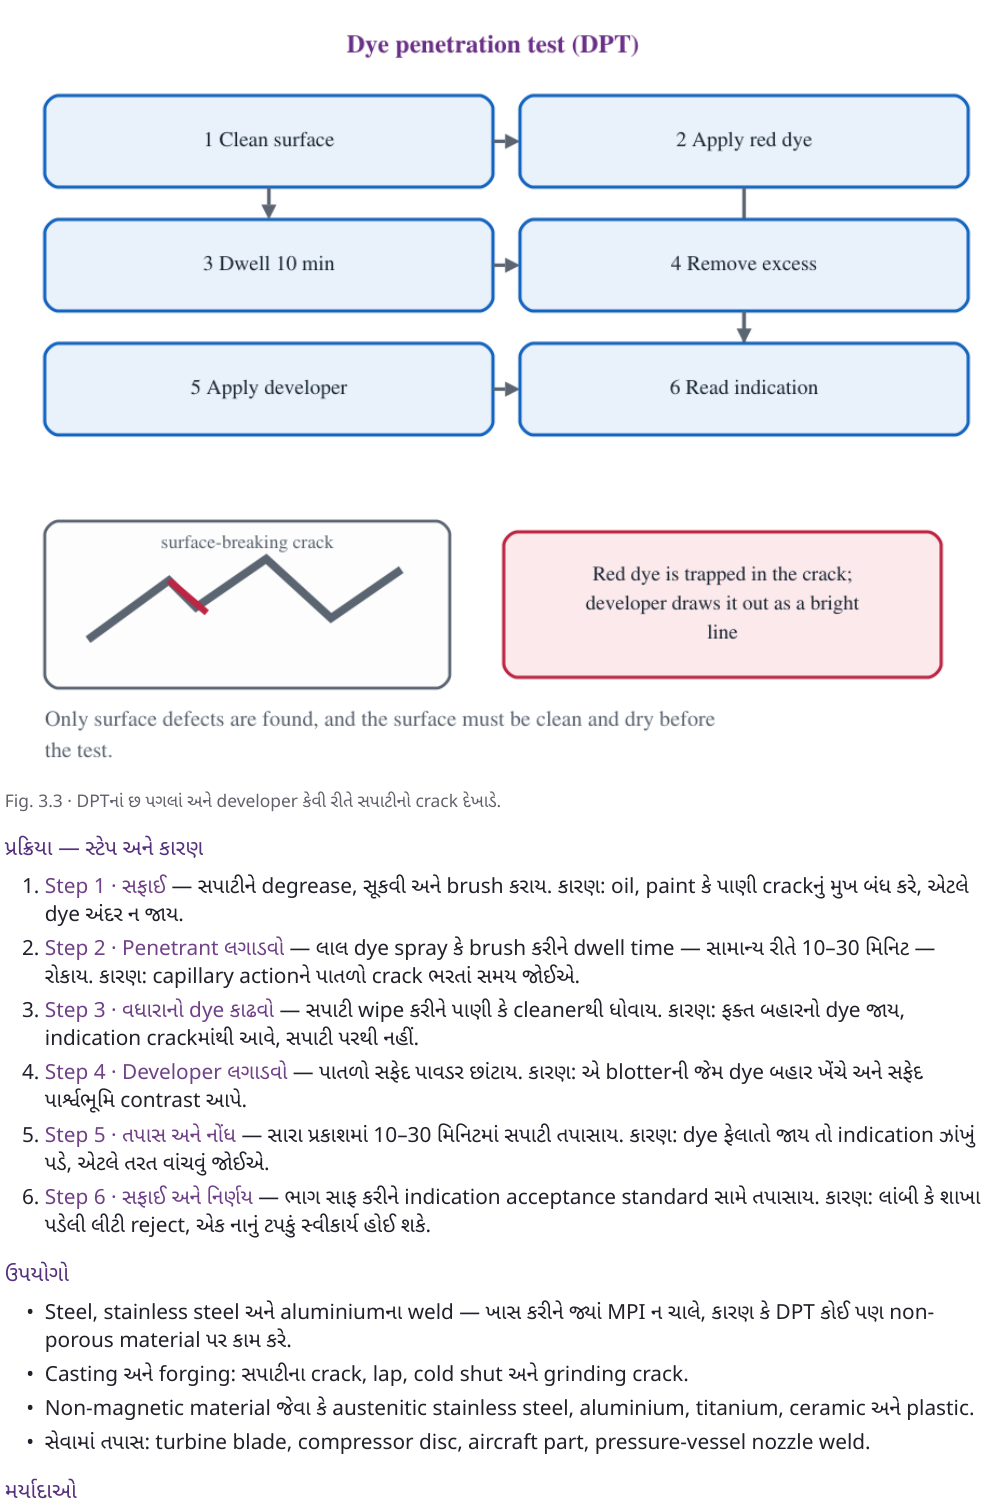 Dye penetration test (DPT)
1 Clean surface
2 Apply red dye
3 Dwell 10 min
4 Remove excess
5 Apply developer
6 Read indication
surface-breaking crack
Red dye is trapped in the crack;
developer draws it out as a bright
line
Only surface defects are found, and the surface must be clean and dry before
the test.
Fig. 3.3 · DPTનાં છ પગલાં અને developer કેવી રીતે સપાટીનો crack દેખાડે.
પ્રક્રિયા — સ્ટેપ અને કારણ
1. Step 1 · સફાઈ — સપાટીને degrease, સૂકવી અને brush કરાય. કારણ: oil, paint કે પાણી crackનું મુખ બંધ કરે, એટલે
dye અંદર ન જાય.
2. Step 2 · Penetrant લગાડવો — લાલ dye spray કે brush કરીને dwell time — સામાન્ય રીતે 10–30 મિનિટ —
રોકાય. કારણ: capillary actionને પાતળો crack ભરતાં સમય જોઈએ.
3. Step 3 · વધારાનો dye કાઢવો — સપાટી wipe કરીને પાણી કે cleanerથી ધોવાય. કારણ: ફક્ત બહારનો dye જાય,
indication crackમાંથી આવે, સપાટી પરથી નહીં.
4. Step 4 · Developer લગાડવો — પાતળો સફેદ પાવડર છાંટાય. કારણ: એ blotterની જેમ dye બહાર ખેંચે અને સફેદ
પાર્શ્વભૂમિ contrast આપે.
5. Step 5 · તપાસ અને નોંધ — સારા પ્રકાશમાં 10–30 મિનિટમાં સપાટી તપાસાય. કારણ: dye ફેલાતો જાય તો indication ઝાંખું
પડે, એટલે તરત વાંચવું જોઈએ.
6. Step 6 · સફાઈ અને નિર્ણય — ભાગ સાફ કરીને indication acceptance standard સામે તપાસાય. કારણ: લાંબી કે શાખા
પડેલી લીટી reject, એક નાનું ટપકું સ્વીકાર્ય હોઈ શકે.
ઉપયોગો
• Steel, stainless steel અને aluminiumના weld — ખાસ કરીને જ્યાં MPI ન ચાલે, કારણ કે DPT કોઈ પણ non-
porous material પર કામ કરે.
• Casting અને forging: સપાટીના crack, lap, cold shut અને grinding crack.
• Non-magnetic material જેવા કે austenitic stainless steel, aluminium, titanium, ceramic અને plastic.
• સેવામાં તપાસ: turbine blade, compressor disc, aircraft part, pressure-vessel nozzle weld.
મર્યાદાઓ